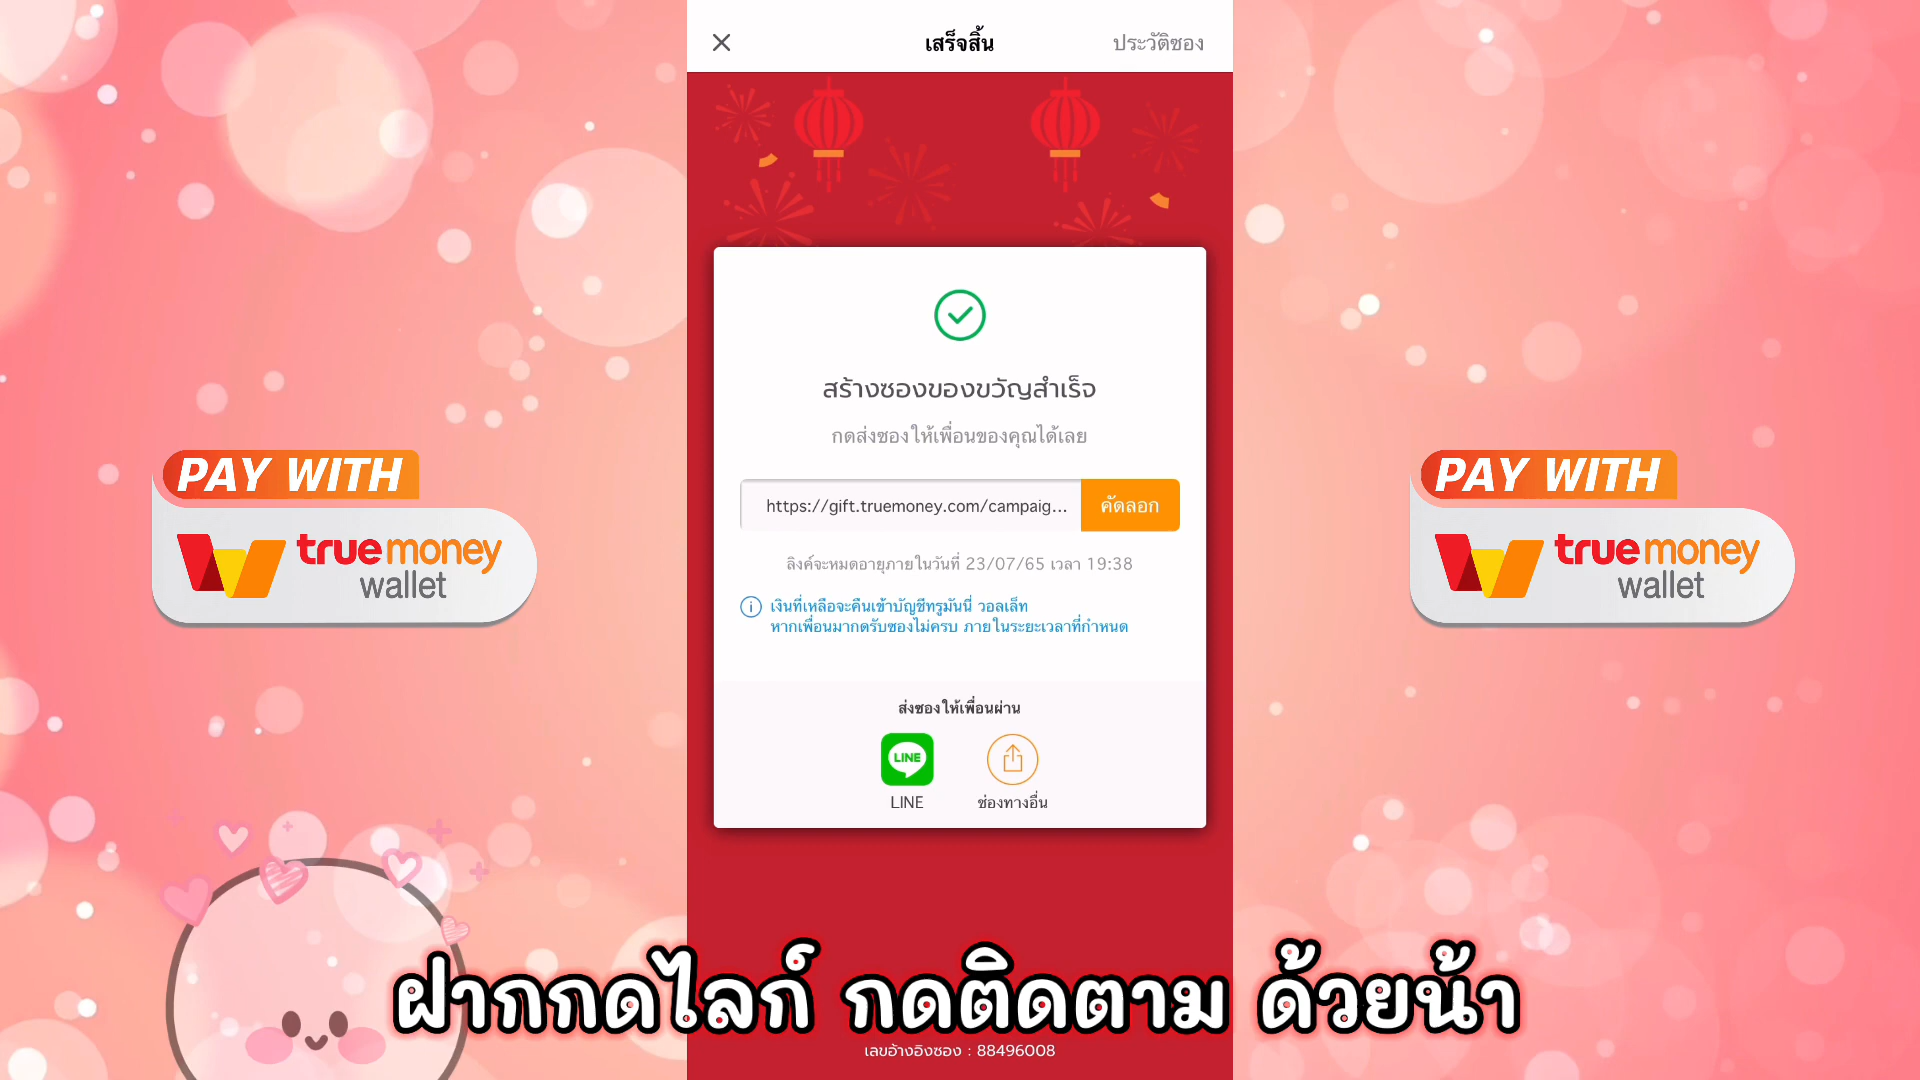 เสร็จสิ้น
ประวัติซอง
สร้างซองของขวัญสำเร็จ
กดส่งซองให้เพื่อนของคุณได้เลย
https://gift.truemoney.com/campaig...
คัดลอก
ลิงค์จะหมดอายุภายในวันที่ 23/07/65 เวลา 19:38
เงินที่เหลือจะคืนเข้าบัญชีทรูมันนี่ วอลเล็ท
หากเพื่อนมากดรับซองไม่ครบ ภายในระยะเวลาที่กำหนด
ส่งซองให้เพื่อนผ่าน
LINE
LINE
ช่องทางอื่น
PAY WITH
truemoney
wallet
PAY WITH
truemoney
wallet
ฝากกดไลก์ กดติดตาม ด้วยน้า
เลขอ้างอิงซอง : 88496008